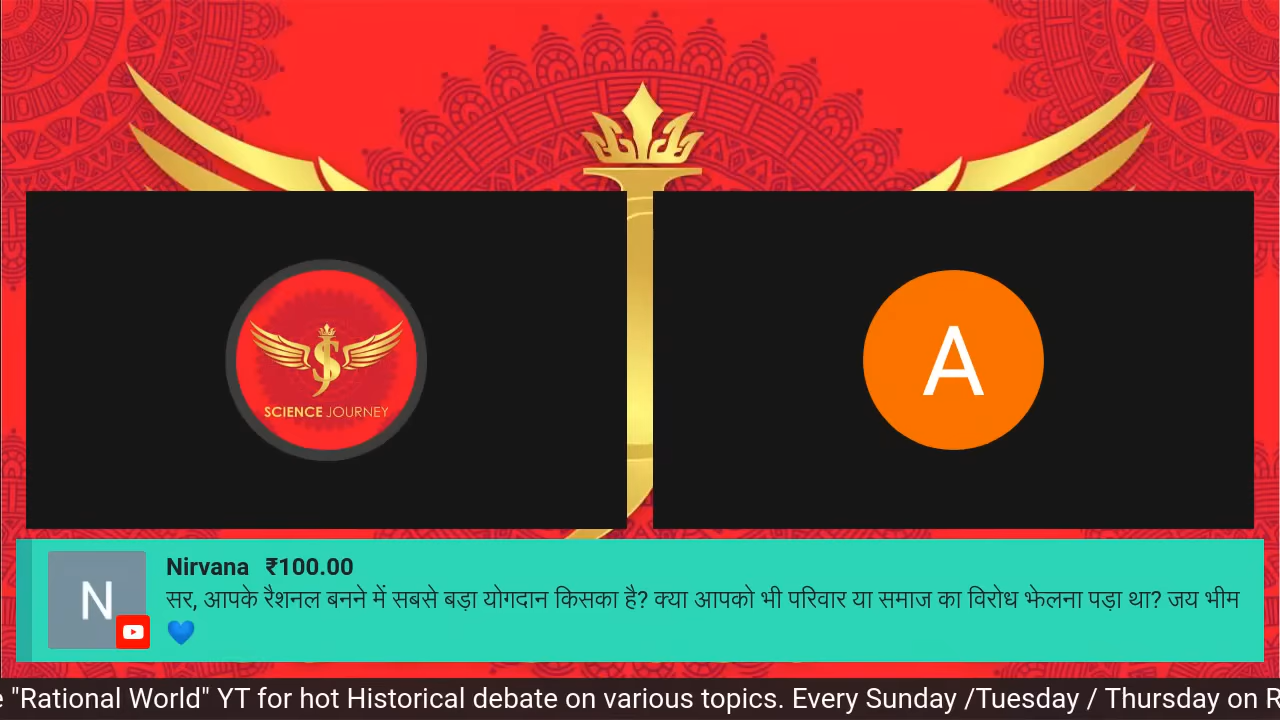 SCIENCE JOURNEY
A
N
Nirvana ₹100.00
सर, आपके रैशनल बनने में सबसे बड़ा योगदान किसका है? क्या आपको भी परिवार या समाज का विरोध झेलना पड़ा था? जय भीम
💙
"Rational World" YT for hot Historical debate on various topics. Every Sunday /Tuesday / Thursday on